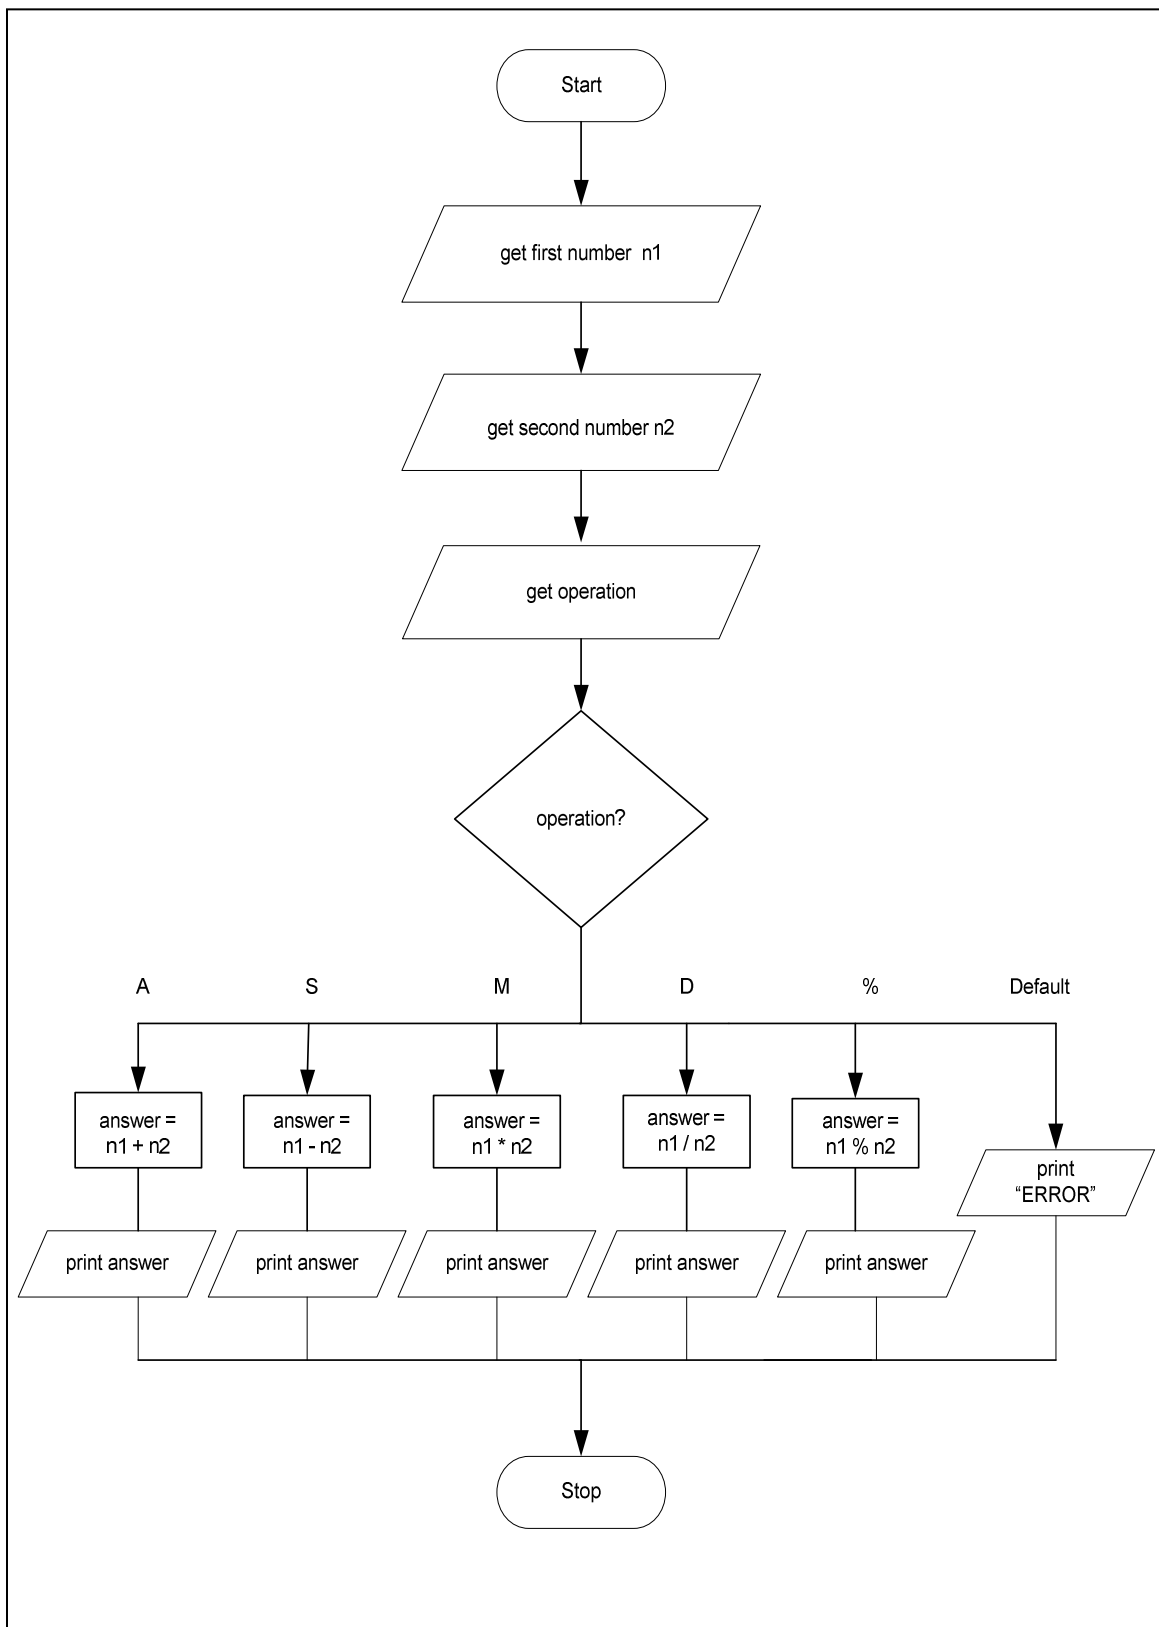 Start
get first number n1
get second number n2
get operation
operation?
A
S
M
D
%
Default
answer =
n1 + n2
answer =
n1 - n2
answer =
n1 * n2
answer =
n1 / n2
answer =
n1 % n2
print
“ERROR”
print answer
print answer
print answer
print answer
print answer
Stop